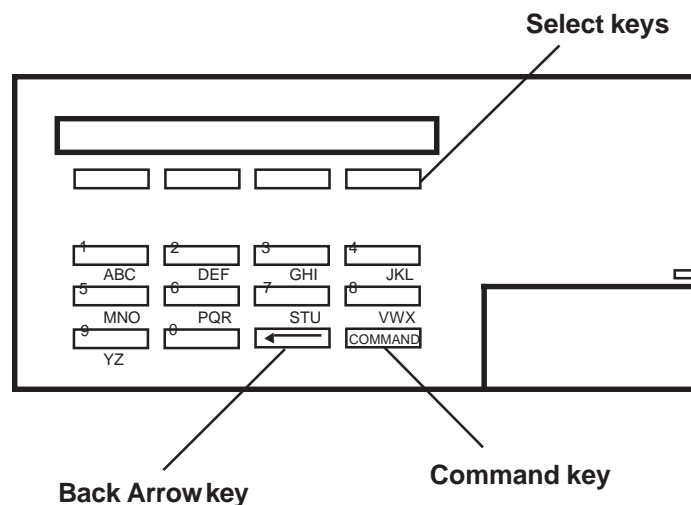 Select keys
1 2 3 4
ABC DEF GHI JKL
5 6 7 8
MNO PQR STU VWX
9 0 COMMAND
YZ
Back Arrow key
Command key